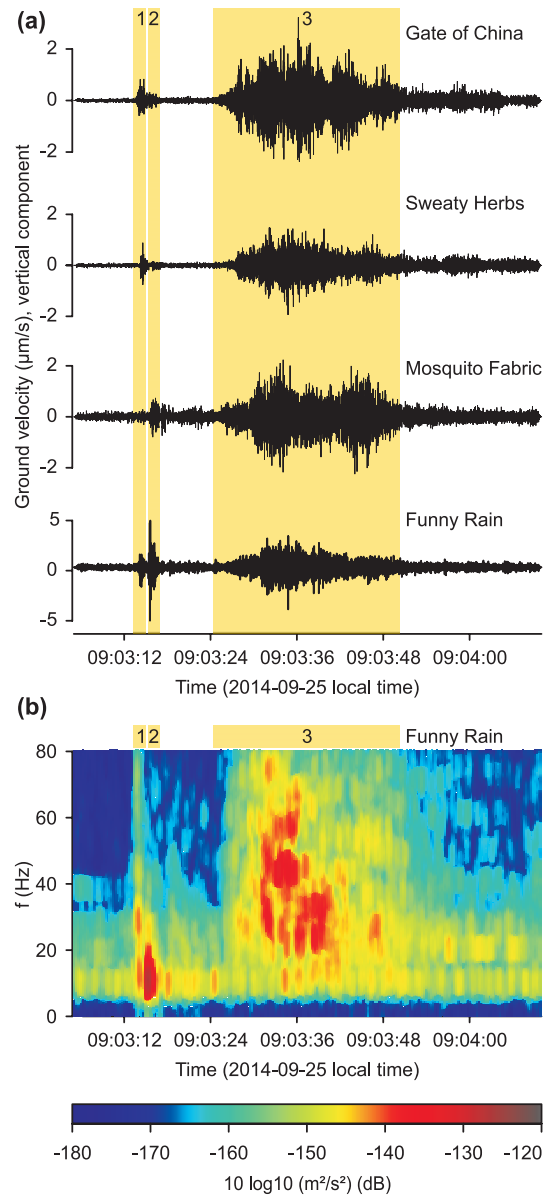 (a)
1 2 3
Gate of China
2
0
-2
Sweaty Herbs
2
0
-2
Mosquito Fabric
2
0
-2
Funny Rain
5
0
-5
Ground velocity (µm/s), vertical component
09:03:12 09:03:24 09:03:36 09:03:48 09:04:00
Time (2014-09-25 local time)
(b)
1 2 3 Funny Rain
80
60
40
20
0
f (Hz)
09:03:12 09:03:24 09:03:36 09:03:48 09:04:00
Time (2014-09-25 local time)
-180 -170 -160 -150 -140 -130 -120
10 log10 (m²/s²) (dB)